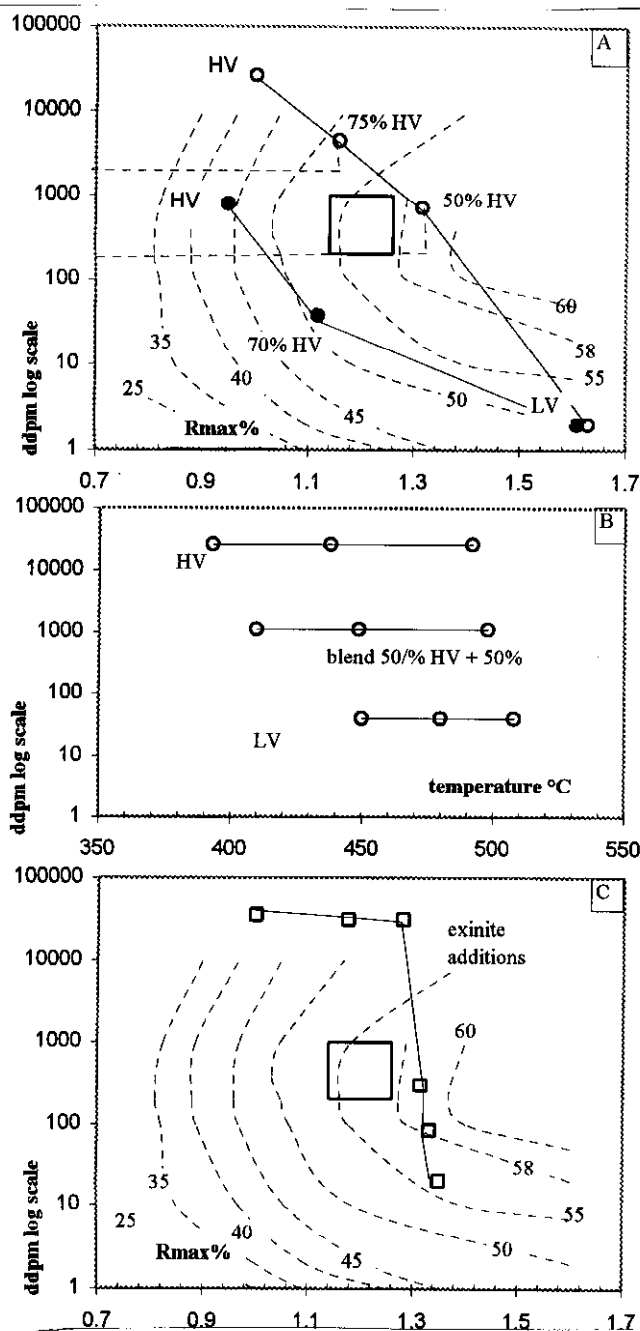 A
100000
HV
10000
75% HV
1000
HV
50% HV
100
70% HV
60
35
58
10
40
55
25
50
LV
45
Rmax%
1
ddpm log scale
0.7 0.9 1.1 1.3 1.5 1.7
B
100000
10000
HV
1000
blend 50/% HV + 50%
100
10
LV
temperature °C
1
ddpm log scale
350 400 450 500 550
C
100000
exinite
additions
10000
1000
60
100
58
35
10
55
25
40
50
45
Rmax%
1
ddpm log scale
0.7 0.9 1.1 1.3 1.5 1.7